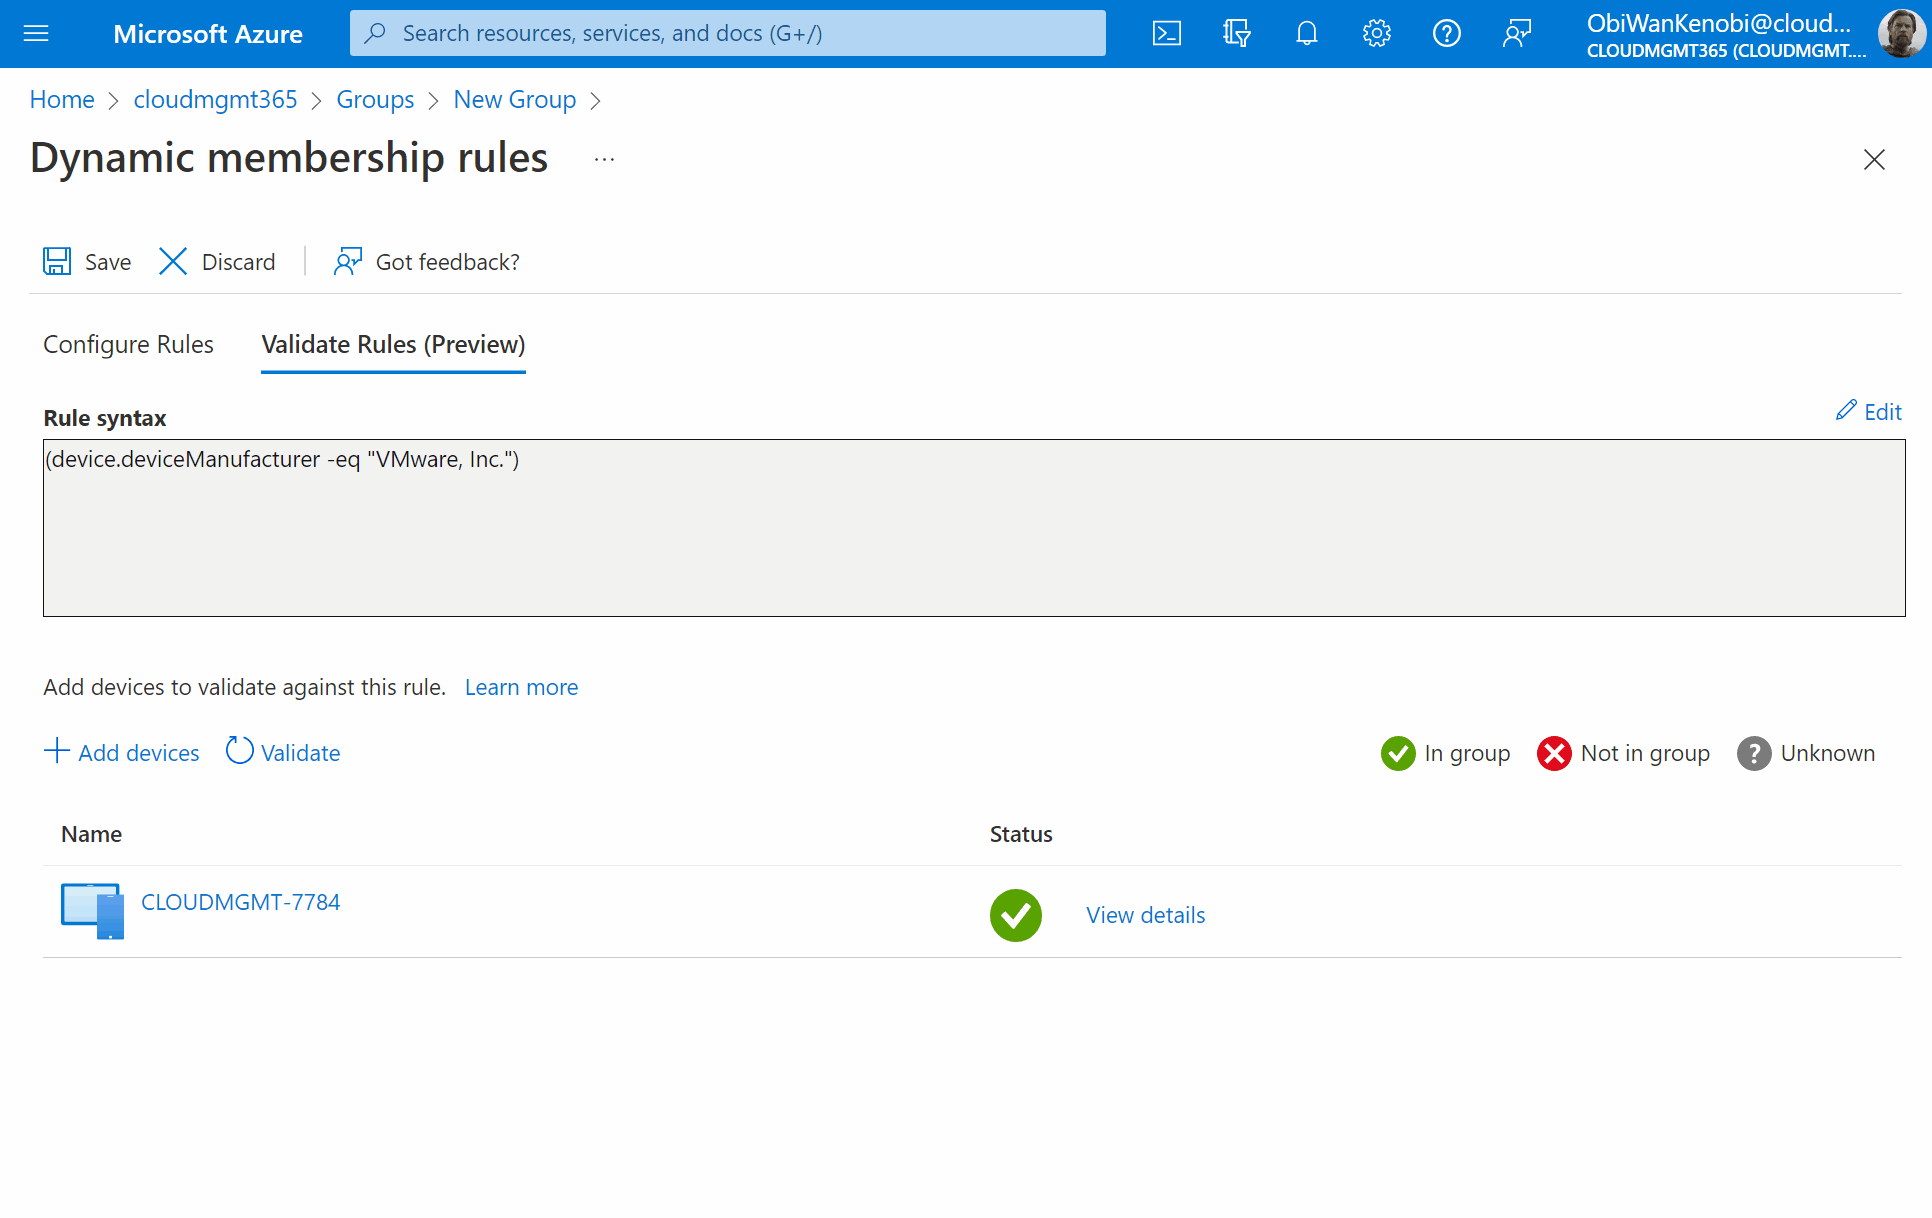 Microsoft Azure
Search resources, services, and docs (G+/)
ObiWanKenobi@cloud...
CLOUDMGMT365 (CLOUDMGMT....
Home > cloudmgmt365 > Groups > New Group >
Dynamic membership rules ...
Save
Discard
Got feedback?
Configure Rules
Validate Rules (Preview)
Rule syntax
Edit
(device.deviceManufacturer -eq "VMware, Inc.")
Add devices to validate against this rule. Learn more
Add devices
Validate
In group
Not in group
Unknown
Name
Status
CLOUDMGMT-7784
View details